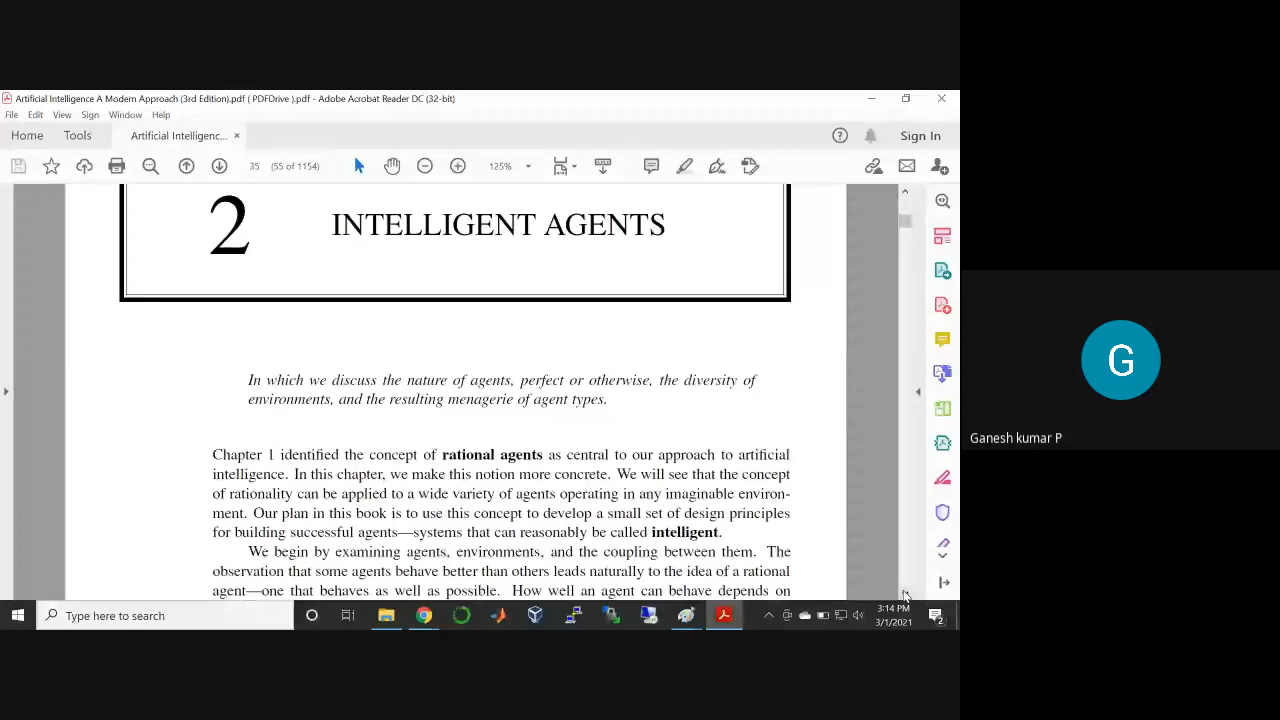 Artificial Intelligence A Modern Approach (3rd Edition).pdf ( PDFDrive ).pdf - Adobe Acrobat Reader DC (32-bit)
File Edit View Sign Window Help
Home Tools Artificial Intelligenc... × Sign In
35 (55 of 1154) 125%
2 INTELLIGENT AGENTS
In which we discuss the nature of agents, perfect or otherwise, the diversity of
environments, and the resulting menagerie of agent types.
Chapter 1 identified the concept of rational agents as central to our approach to artificial
intelligence. In this chapter, we make this notion more concrete. We will see that the concept
of rationality can be applied to a wide variety of agents operating in any imaginable environ-
ment. Our plan in this book is to use this concept to develop a small set of design principles
for building successful agents—systems that can reasonably be called intelligent.
We begin by examining agents, environments, and the coupling between them. The
observation that some agents behave better than others leads naturally to the idea of a rational
agent—one that behaves as well as possible. How well an agent can behave depends on
Type here to search
3:14 PM
3/1/2021
2
G
Ganesh kumar P